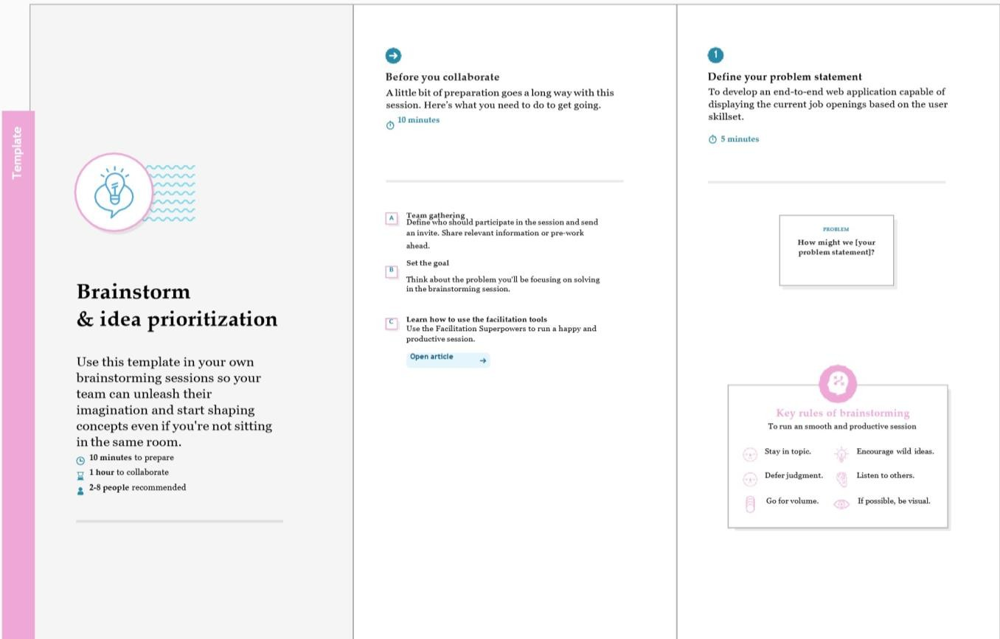 Template
Brainstorm
& idea prioritization
Use this template in your own
brainstorming sessions so your
team can unleash their
imagination and start shaping
concepts even if you're not sitting
in the same room.
10 minutes to prepare
1 hour to collaborate
2-8 people recommended
Before you collaborate
A little bit of preparation goes a long way with this
session. Here's what you need to do to get going.
10 minutes
A
Team gathering
Define who should participate in the session and send
an invite. Share relevant information or pre-work
ahead.
B
Set the goal
Think about the problem you'll be focusing on solving
in the brainstorming session.
C
Learn how to use the facilitation tools
Use the Facilitation Superpowers to run a happy and
productive session.
Open article
1
Define your problem statement
To develop an end-to-end web application capable of
displaying the current job openings based on the user
skillset.
5 minutes
PROBLEM
How might we [your
problem statement]?
Key rules of brainstorming
To run an smooth and productive session
Stay in topic.
Encourage wild ideas.
Defer judgment.
Listen to others.
Go for volume.
If possible, be visual.